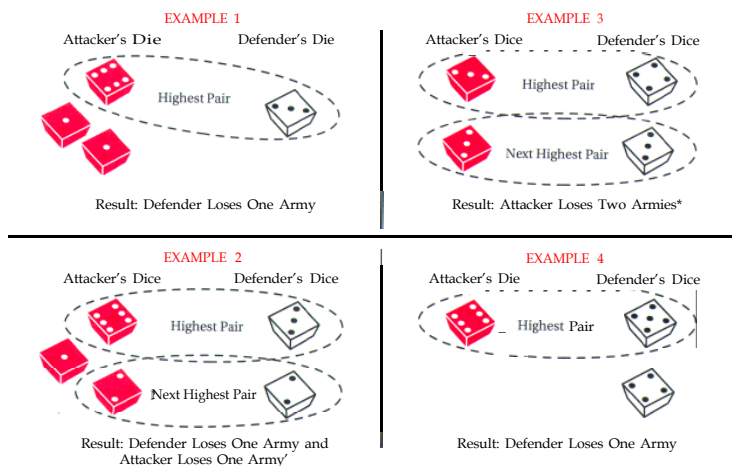 EXAMPLE 1
Attacker's Die Defender's Die
Highest Pair
Result: Defender Loses One Army
EXAMPLE 3
Attacker's Dice Defender's Dice
Highest Pair
Next Highest Pair
Result: Attacker Loses Two Armies*
EXAMPLE 2
Attacker's Dice Defender's Dice
Highest Pair
Next Highest Pair
Result: Defender Loses One Army and
Attacker Loses One Army′
EXAMPLE 4
Attacker's Die Defender's Dice
Highest Pair
Result: Defender Loses One Army